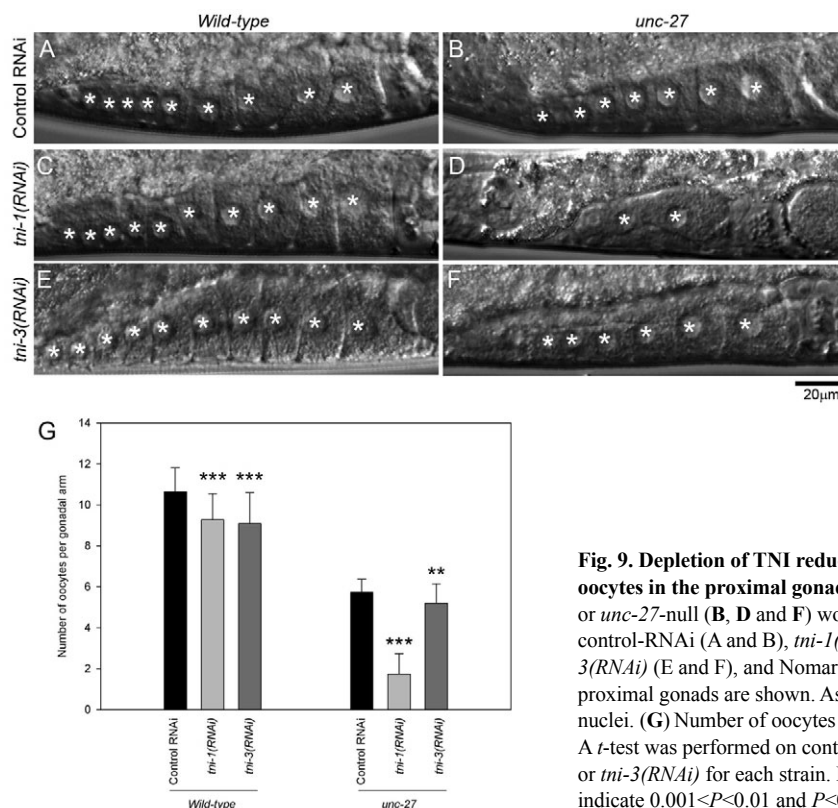 Wild-type unc-27
Control RNAi
A * * * * * * * * *
B * * * * * * *
tni-1(RNAi)
C * * * * * * * * * *
D * *
tni-3(RNAi)
E * * * * * * * * * *
F * * * * * *
20μm
G
Number of oocytes per gonadal arm
14
12
10
8
6
4
2
0
*** ***
*** **
Control RNAi
tni-1(RNAi)
tni-3(RNAi)
Control RNAi
tni-1(RNAi)
tni-3(RNAi)
Wild-type unc-27
Fig. 9. Depletion of TNI redu
oocytes in the proximal gonad
or unc-27-null (B, D and F) wo
control-RNAi (A and B), tni-1(
3(RNAi) (E and F), and Nomar
proximal gonads are shown. As
nuclei. (G) Number of oocytes
A t-test was performed on cont
or tni-3(RNAi) for each strain.
indicate 0.001<P<0.01 and P<